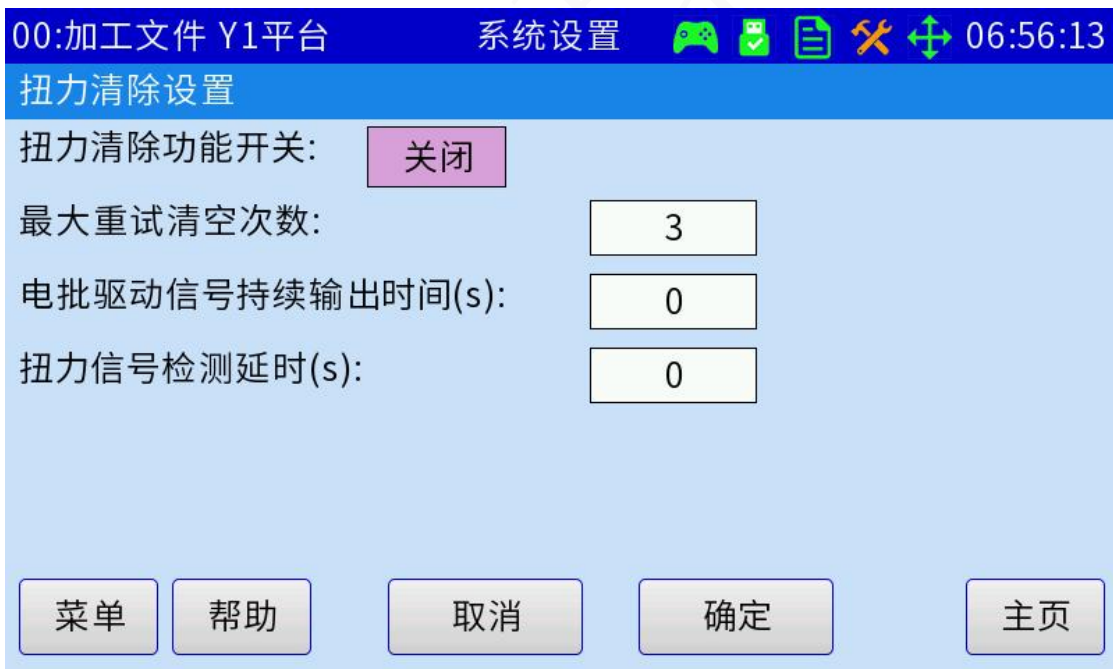 00:加工文件 Y1平台 系统设置 06:56:13
扭力清除设置
扭力清除功能开关: 关闭
最大重试清空次数: 3
电批驱动信号持续输出时间(s): 0
扭力信号检测延时(s): 0
菜单 帮助 取消 确定 主页